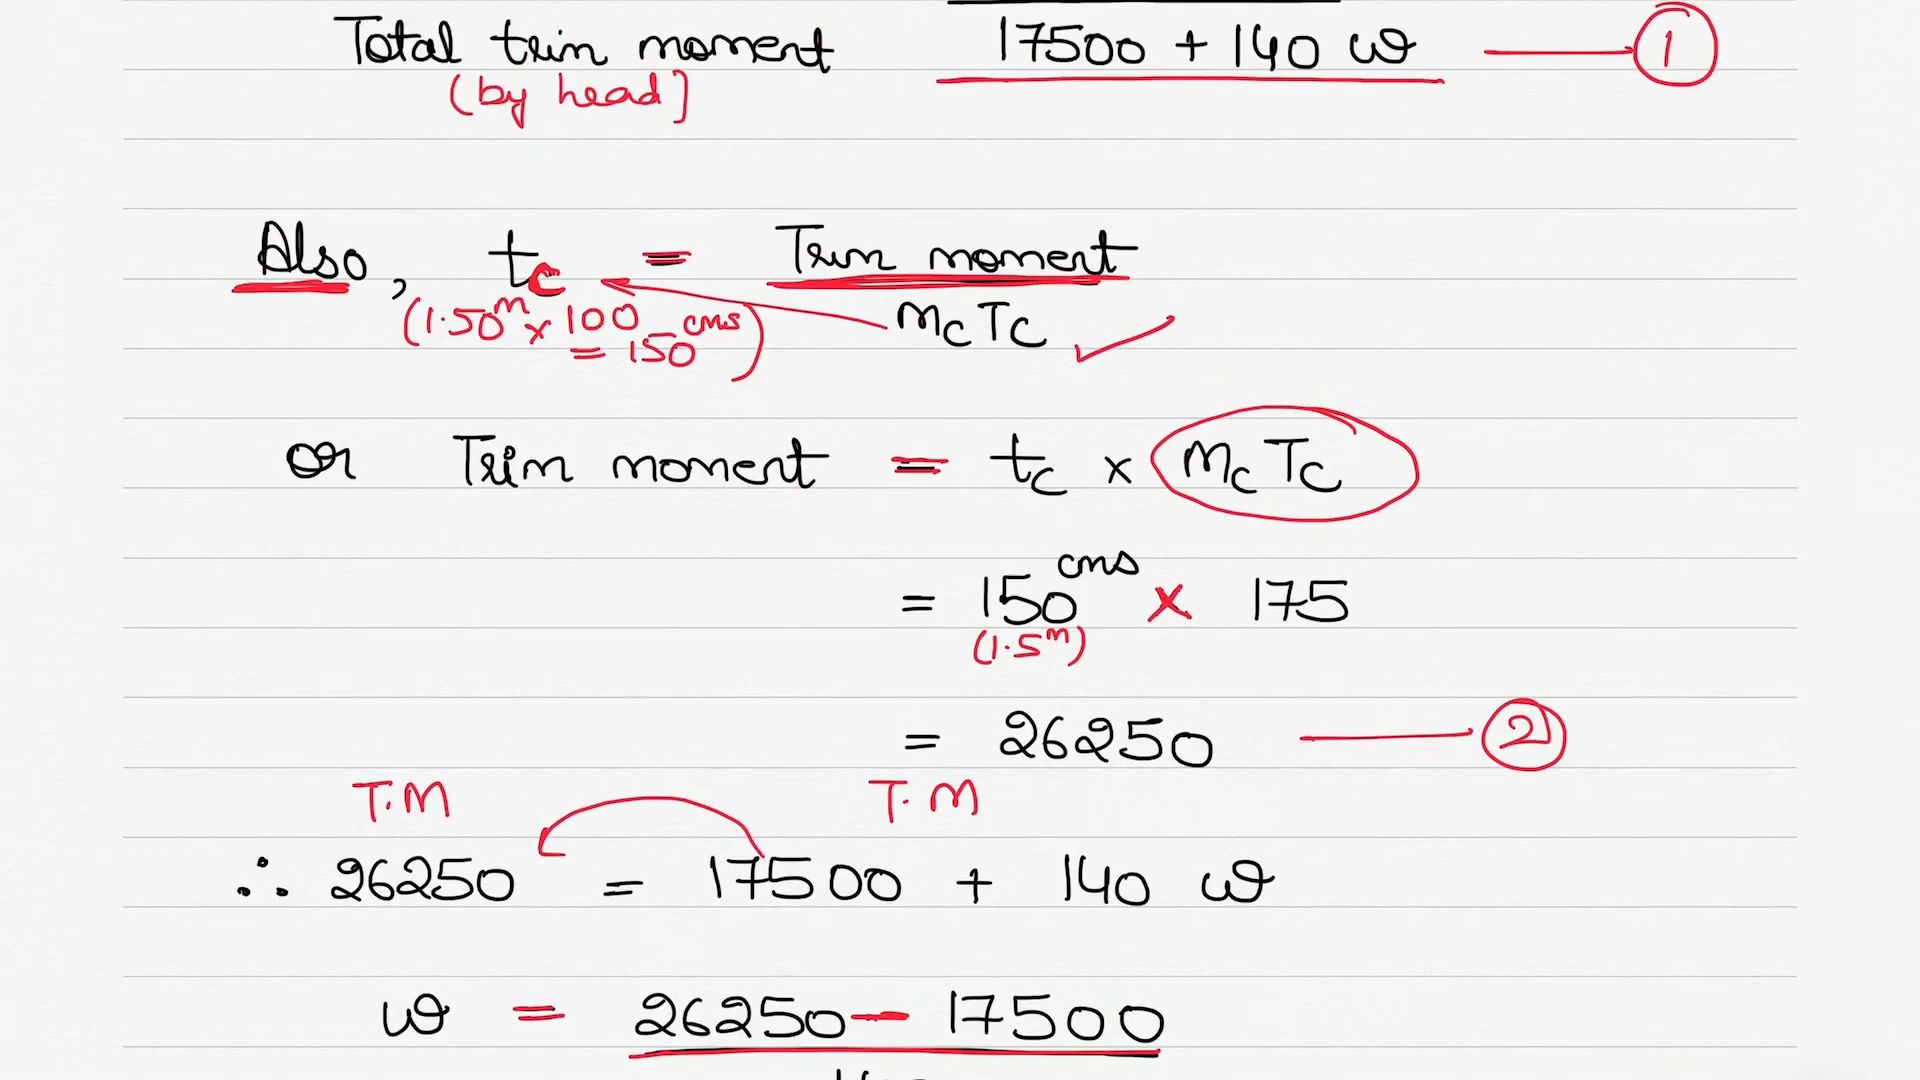 Total trim moment 17500 + 140 w 1
(by head)
Also, tc = Trim moment
(1.50m x 100 = 150 cms) MCTC
or Trim moment = tc x MCTC
= 150 cms x 175
(1.5m)
= 26250 2
T.M T.M
∴ 26250 = 17500 + 140 w
w = 26250 - 17500